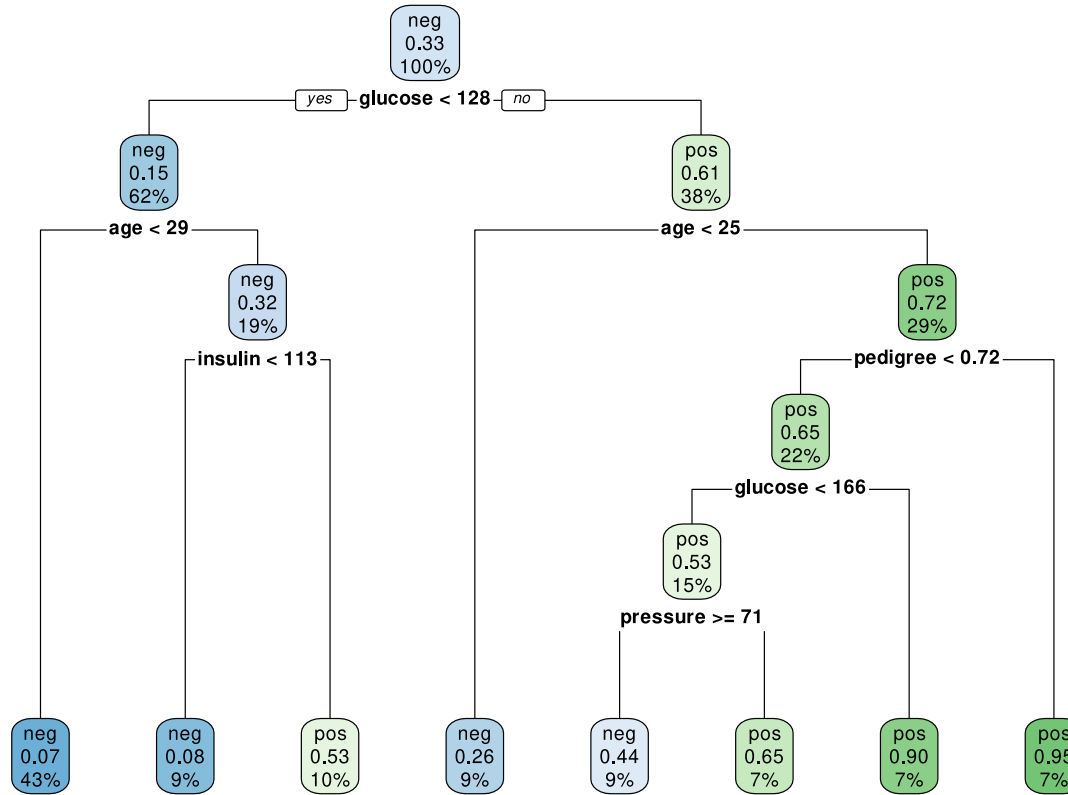 neg
0.33
100%
yes glucose < 128 no
neg
0.15
62%
pos
0.61
38%
age < 29
age < 25
neg
0.32
19%
pos
0.72
29%
insulin < 113
pedigree < 0.72
pos
0.65
22%
glucose < 166
pos
0.53
15%
pressure >= 71
neg
0.07
43%
neg
0.08
9%
pos
0.53
10%
neg
0.26
9%
neg
0.44
9%
pos
0.65
7%
pos
0.90
7%
pos
0.95
7%